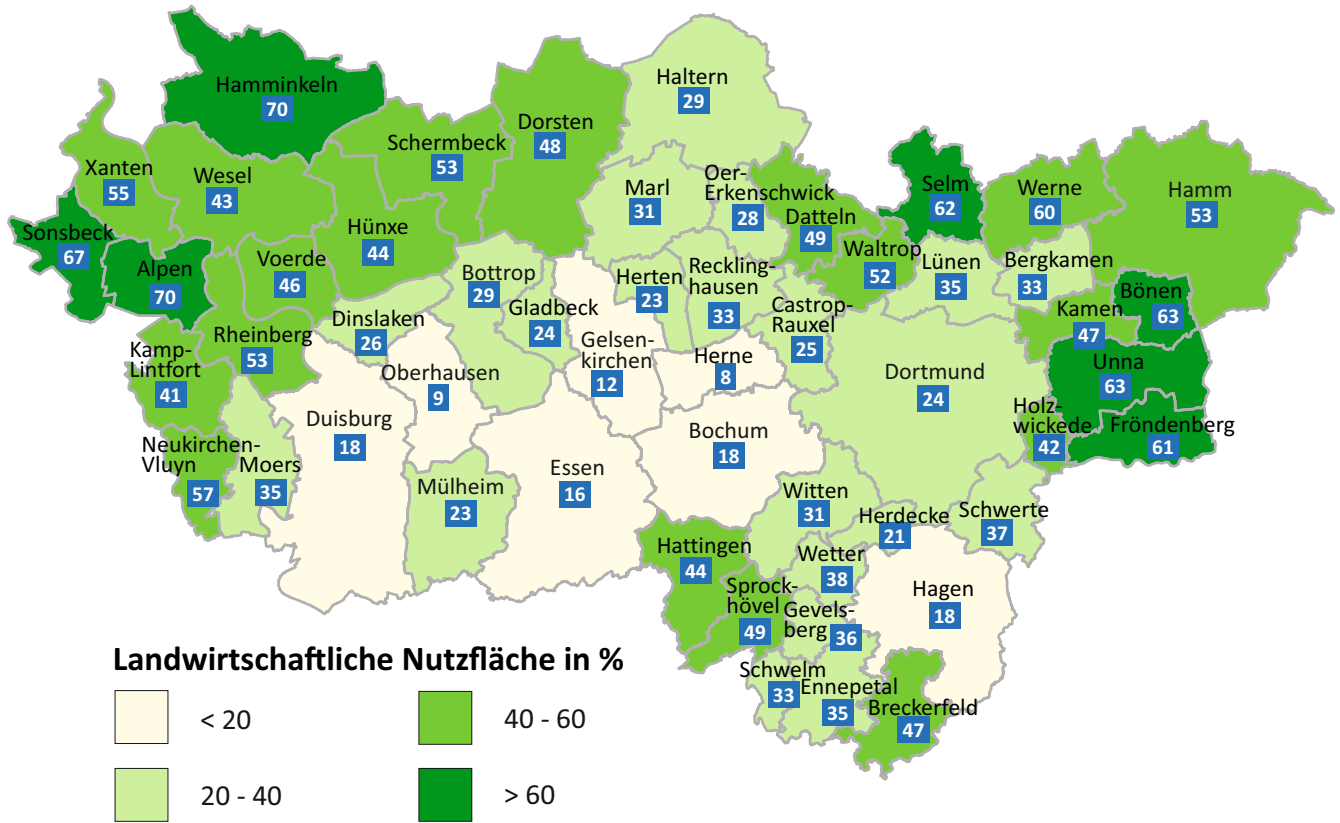 Hamminkeln
70
Haltern
29
Dorsten
48
Schermbeck
53
Xanten
55
Wesel
43
Marl
31
Oer-
Erkenschwick
28
Selm
62
Werne
60
Hamm
53
Datteln
49
Sonsbeck
67
Hünxe
44
Waltrop
52
Alpen
70
Voerde
46
Bottrop
29
Herten
23
Reckling-
hausen
33
Lünen
35
Bergkamen
33
Bönen
63
Gladbeck
24
Castrop-
Rauxel
25
Kamen
47
Dinslaken
26
Rheinberg
53
Gelsen-
kirchen
12
Kamp-
Lintfort
41
Oberhausen
9
Herne
8
Unna
63
Dortmund
24
Duisburg
18
Holz-
wickede
42
Fröndenberg
61
Bochum
18
Neukirchen-
Vluyn
57
Moers
35
Essen
16
Mülheim
23
Witten
31
Herdecke
21
Schwerte
37
Hattingen
44
Wetter
38
Sprock-
hövel
49
Hagen
18
Gevels-
berg
36
Schwelm
33
Ennepetal
35
Breckerfeld
47
Landwirtschaftliche Nutzfläche in %
< 20
40 - 60
20 - 40
> 60